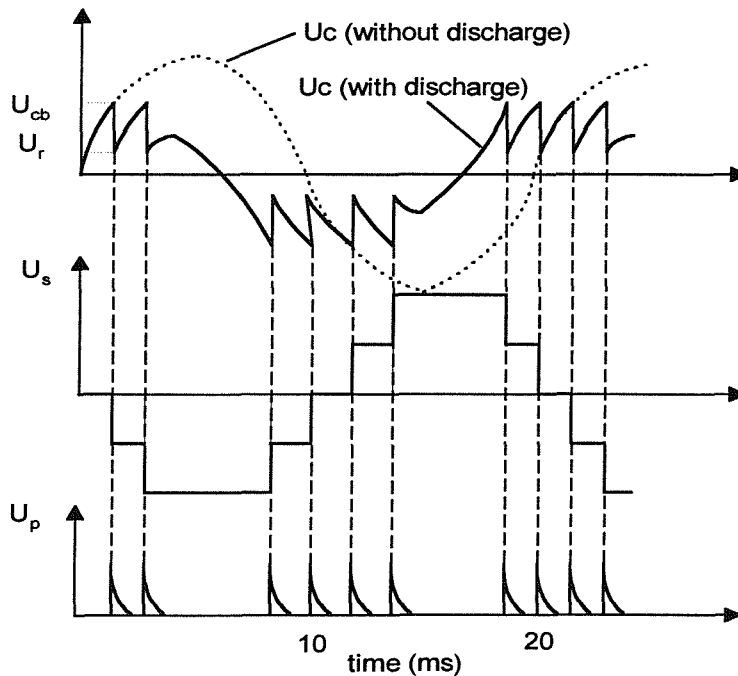 Uc (without discharge)
Uc (with discharge)
Ucb
Ur
Us
Up
10
20
time (ms)